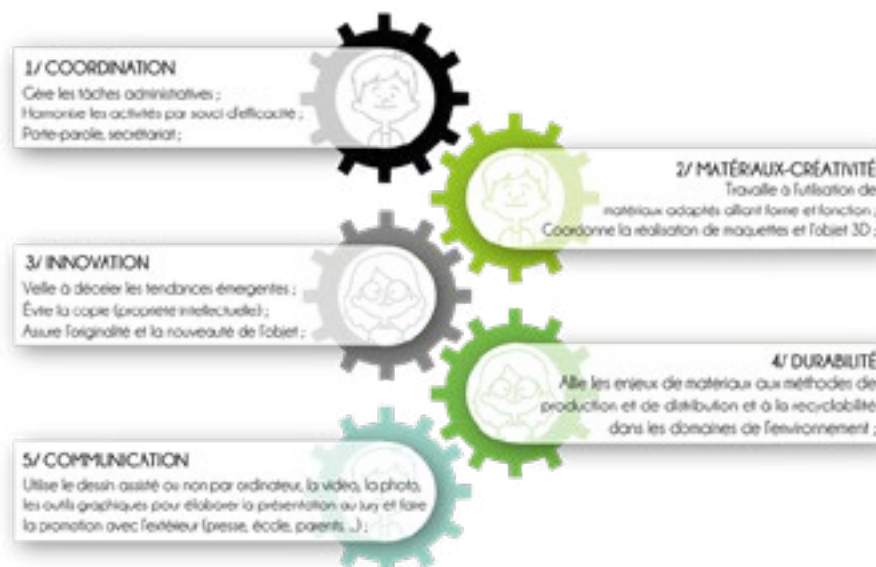 1/ COORDINATION
Gère les tâches administratives ;
Harmonise les activités par souci d'efficacité ;
Porte-parole, secrétariat ;
2/ MATÉRIAUX-CRÉATIVITÉ
Travaille à l'utilisation de
matériaux adaptés alliant forme et fonction ;
Coordonne la réalisation de maquettes et l'objet 3D ;
3/ INNOVATION
Veille à déceler les tendances émergentes ;
Évite la copie (propriété intellectuelle) ;
Assure l'originalité et la nouveauté de l'objet ;
4/ DURABILITÉ
Allie les enjeux de matériaux aux méthodes de
production et de distribution et à la recyclabilité
dans les domaines de l'environnement ;
5/ COMMUNICATION
Utilise le dessin assisté ou non par ordinateur, la vidéo, la photo,
les outils graphiques pour élaborer la présentation au jury et faire
la promotion avec l'extérieur (presse, école, parents ...) ;